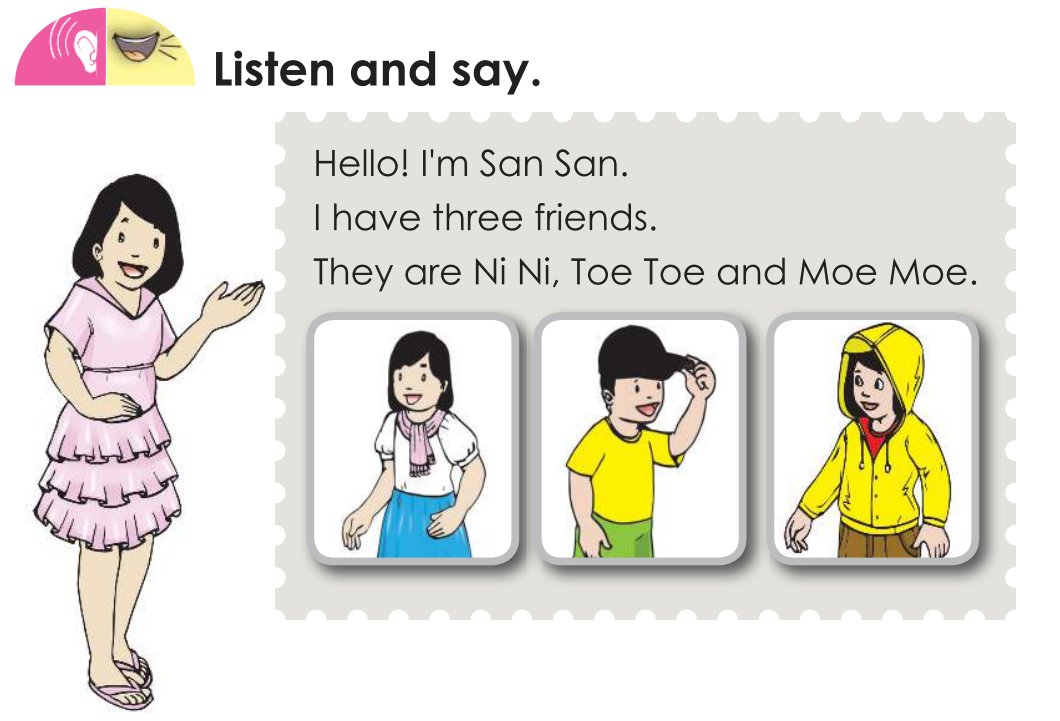 Listen and say.
Hello! I'm San San.
I have three friends.
They are Ni Ni, Toe Toe and Moe Moe.